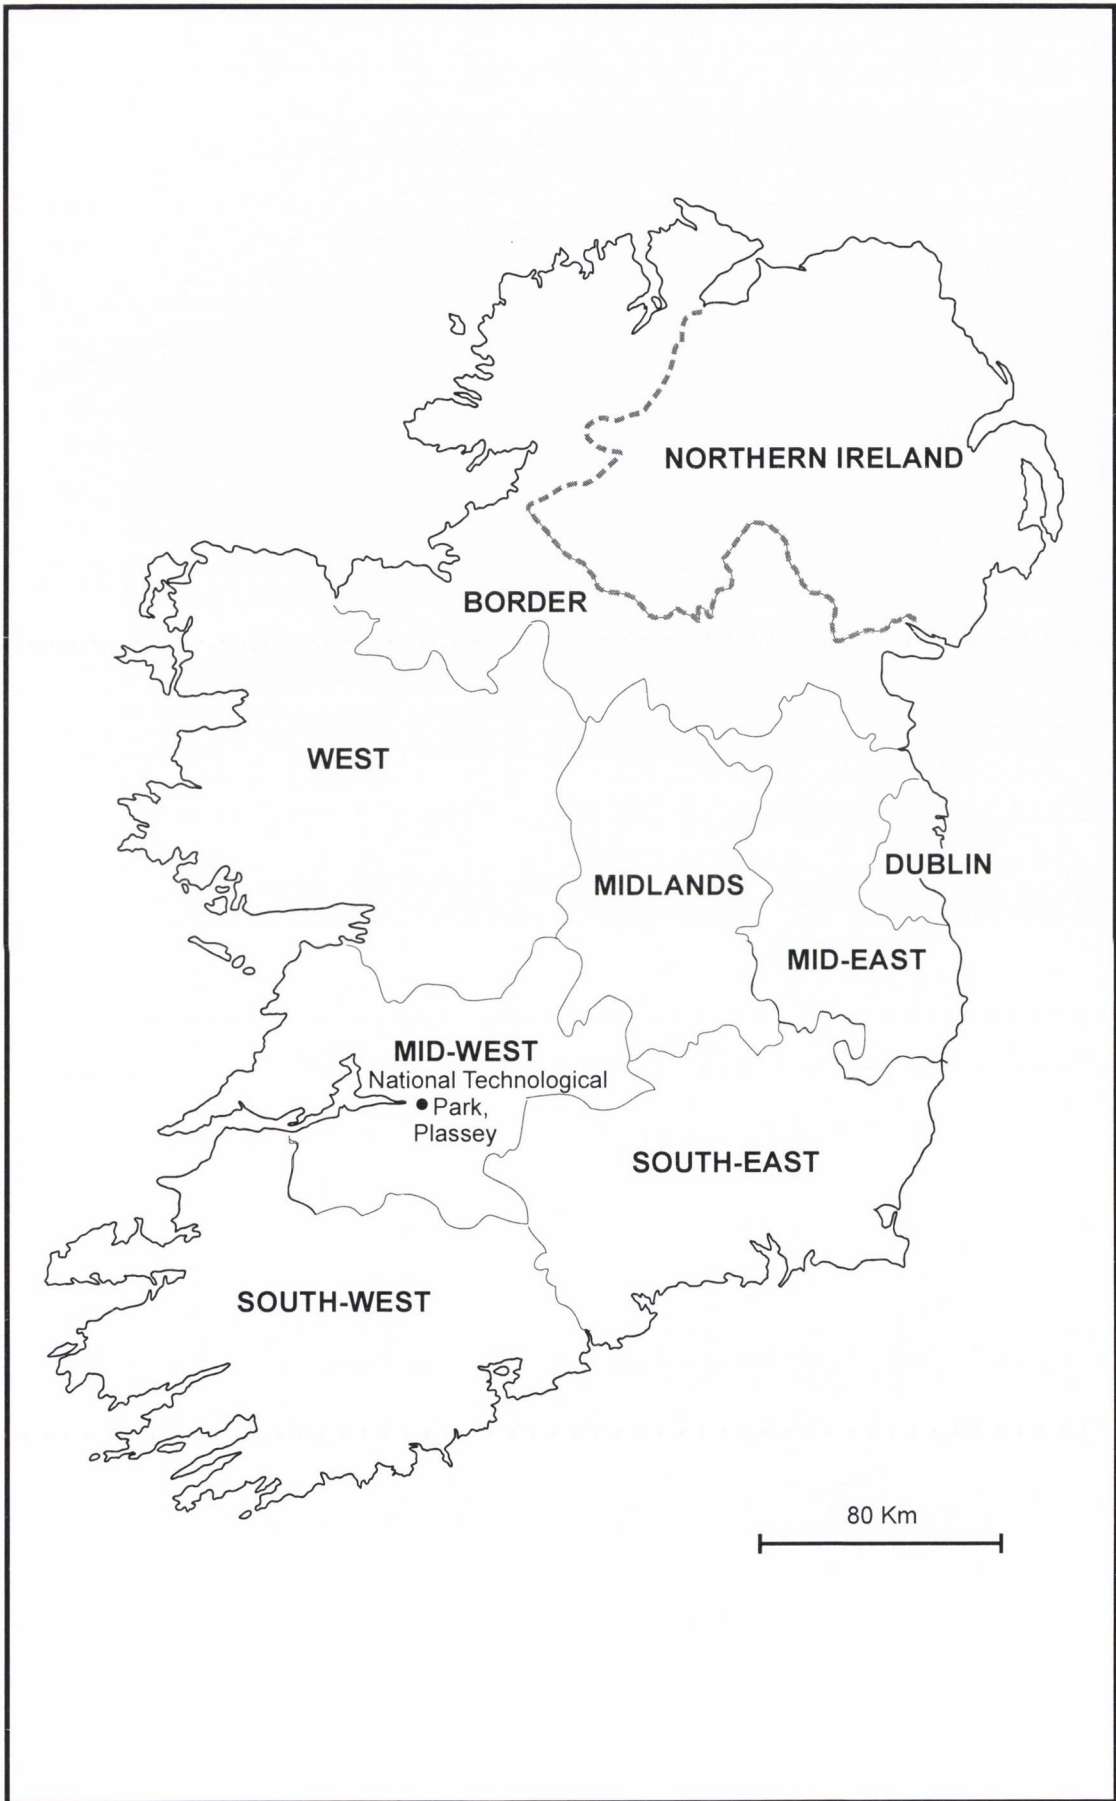 NORTHERN IRELAND
BORDER
WEST
DUBLIN
MIDLANDS
MID-EAST
MID-WEST
National Technological
Park,
Plassey
SOUTH-EAST
SOUTH-WEST
80 Km